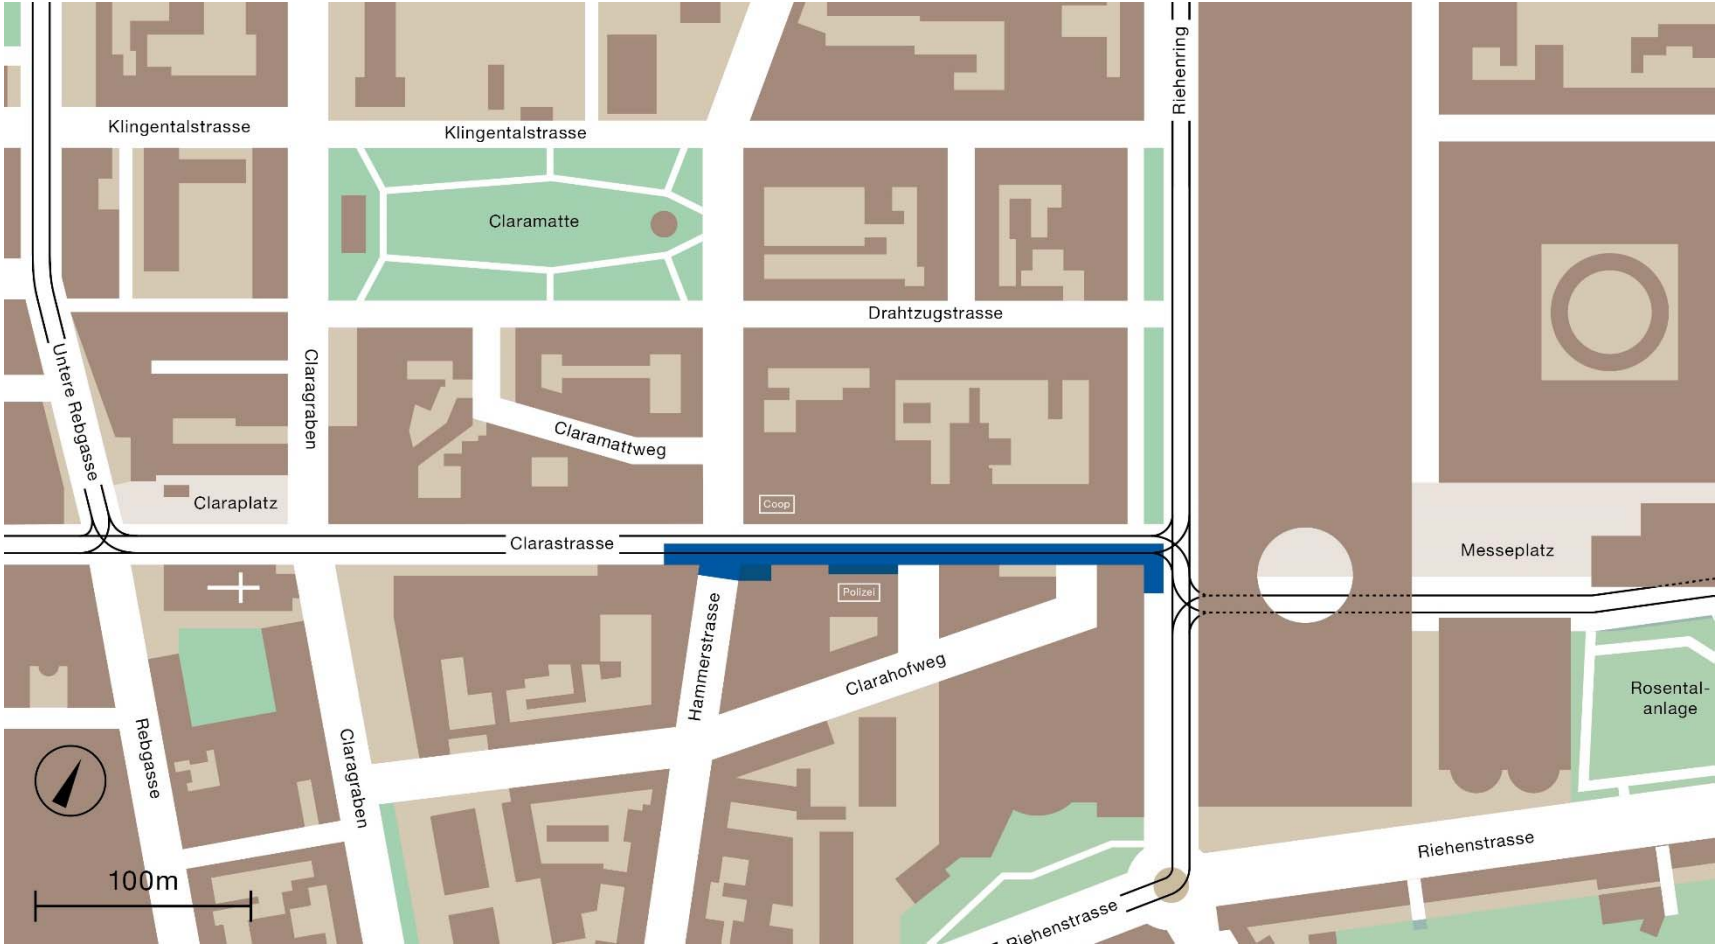 Riehenring
Klingentalstrasse
Klingentalstrasse
Claramatte
Drahtzugstrasse
Untere Rebgasse
Claragraben
Claramattweg
Claraplatz
Coop
Clarastrasse
Messeplatz
Polizei
Hammerstrasse
Clarahofweg
Rosental-
anlage
Rebgasse
Claragraben
Riehenstrasse
100m
Riehenstrasse